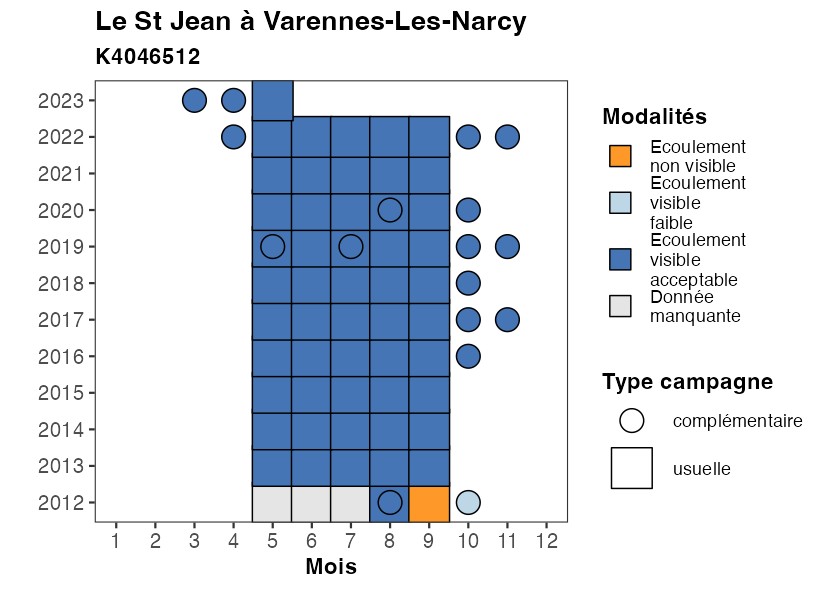 Le St Jean à Varennes-Les-Narcy
K4046512
2023
2022
2021
2020
2019
2018
2017
2016
2015
2014
2013
2012
1 2 3 4 5 6 7 8 9 10 11 12
Mois
Modalités
Ecoulement
non visible
Ecoulement
visible
faible
Ecoulement
visible
acceptable
Donnée
manquante
Type campagne
complémentaire
usuelle